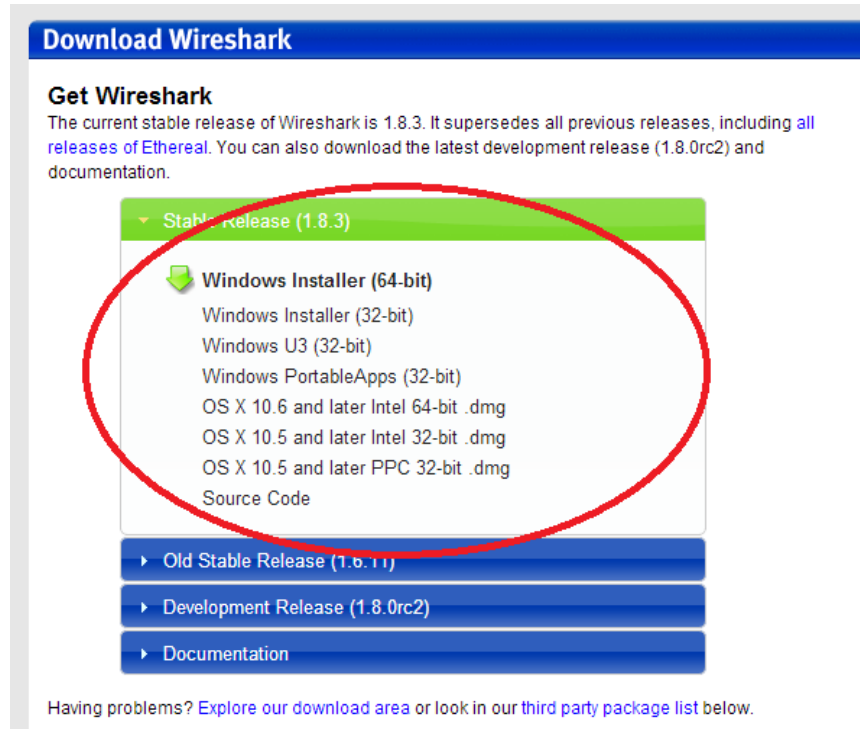 Download Wireshark
Get Wireshark
The current stable release of Wireshark is 1.8.3. It supersedes all previous releases, including all
releases of Ethereal. You can also download the latest development release (1.8.0rc2) and
documentation.
Stable Release (1.8.3)
Windows Installer (64-bit)
Windows Installer (32-bit)
Windows U3 (32-bit)
Windows PortableApps (32-bit)
OS X 10.6 and later Intel 64-bit .dmg
OS X 10.5 and later Intel 32-bit .dmg
OS X 10.5 and later PPC 32-bit .dmg
Source Code
Old Stable Release (1.6.11)
Development Release (1.8.0rc2)
Documentation
Having problems? Explore our download area or look in our third party package list below.